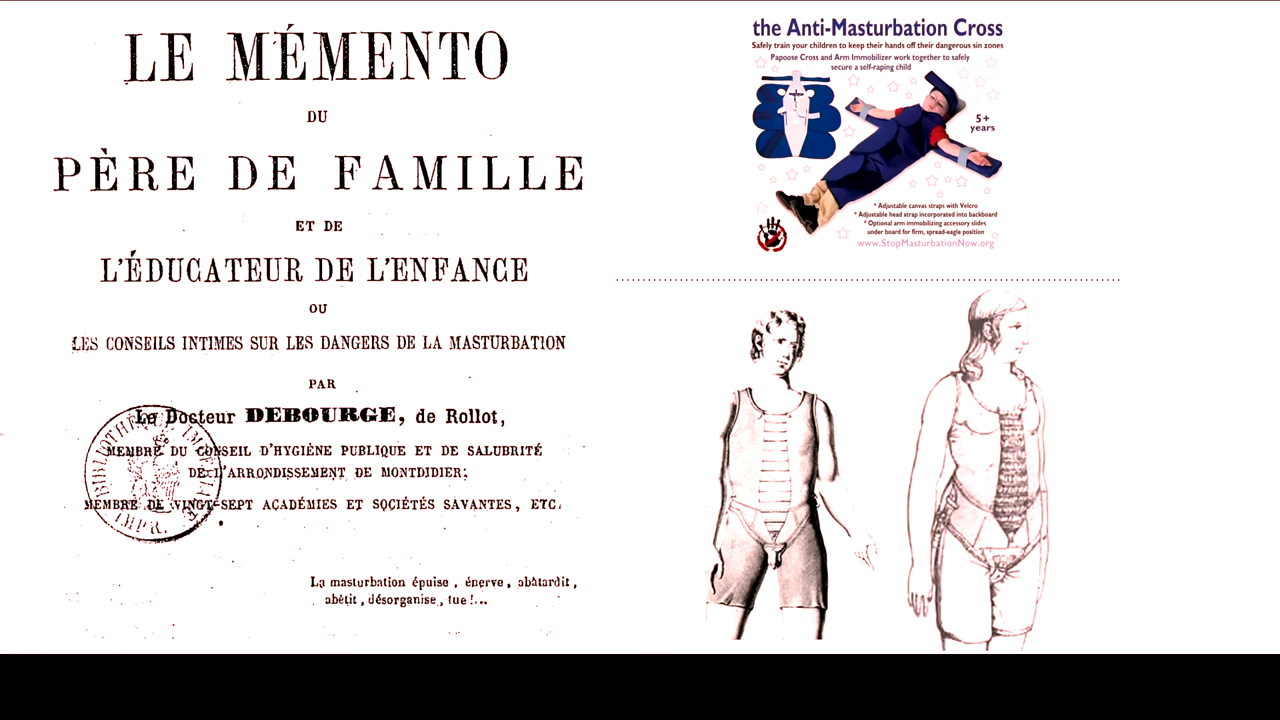 LE MÉMENTO
DU
PÈRE DE FAMILLE
ET DE
L'ÉDUCATEUR DE L'ENFANCE
OU
LES CONSEILS INTIMES SUR LES DANGERS DE LA MASTURBATION
PAR
Le Docteur DEBOURGE, de Rollot,
MEMBRE DU CONSEIL D'HYGIÈNE PUBLIQUE ET DE SALUBRITÉ
DE L'ARRONDISSEMENT DE MONTDIDIER;
MEMBRE DE VINGT-SEPT ACADÉMIES ET SOCIÉTÉS SAVANTES, ETC.
BIBLIOTHÈQUE IMPÉRIALE
IMPR.
La masturbation épuise, énerve, abâtardit,
abêtit, désorganise, tue!...
the Anti-Masturbation Cross
Safely train your children to keep their hands off their dangerous sin zones
Papoose Cross and Arm Immobilizer work together to safely
secure a self-raping child
5+
years
* Adjustable canvas straps with Velcro
* Adjustable head strap incorporated into backboard
* Optional arm immobilizing accessory slides
under board for firm, spread-eagle position
www.StopMasturbationNow.org